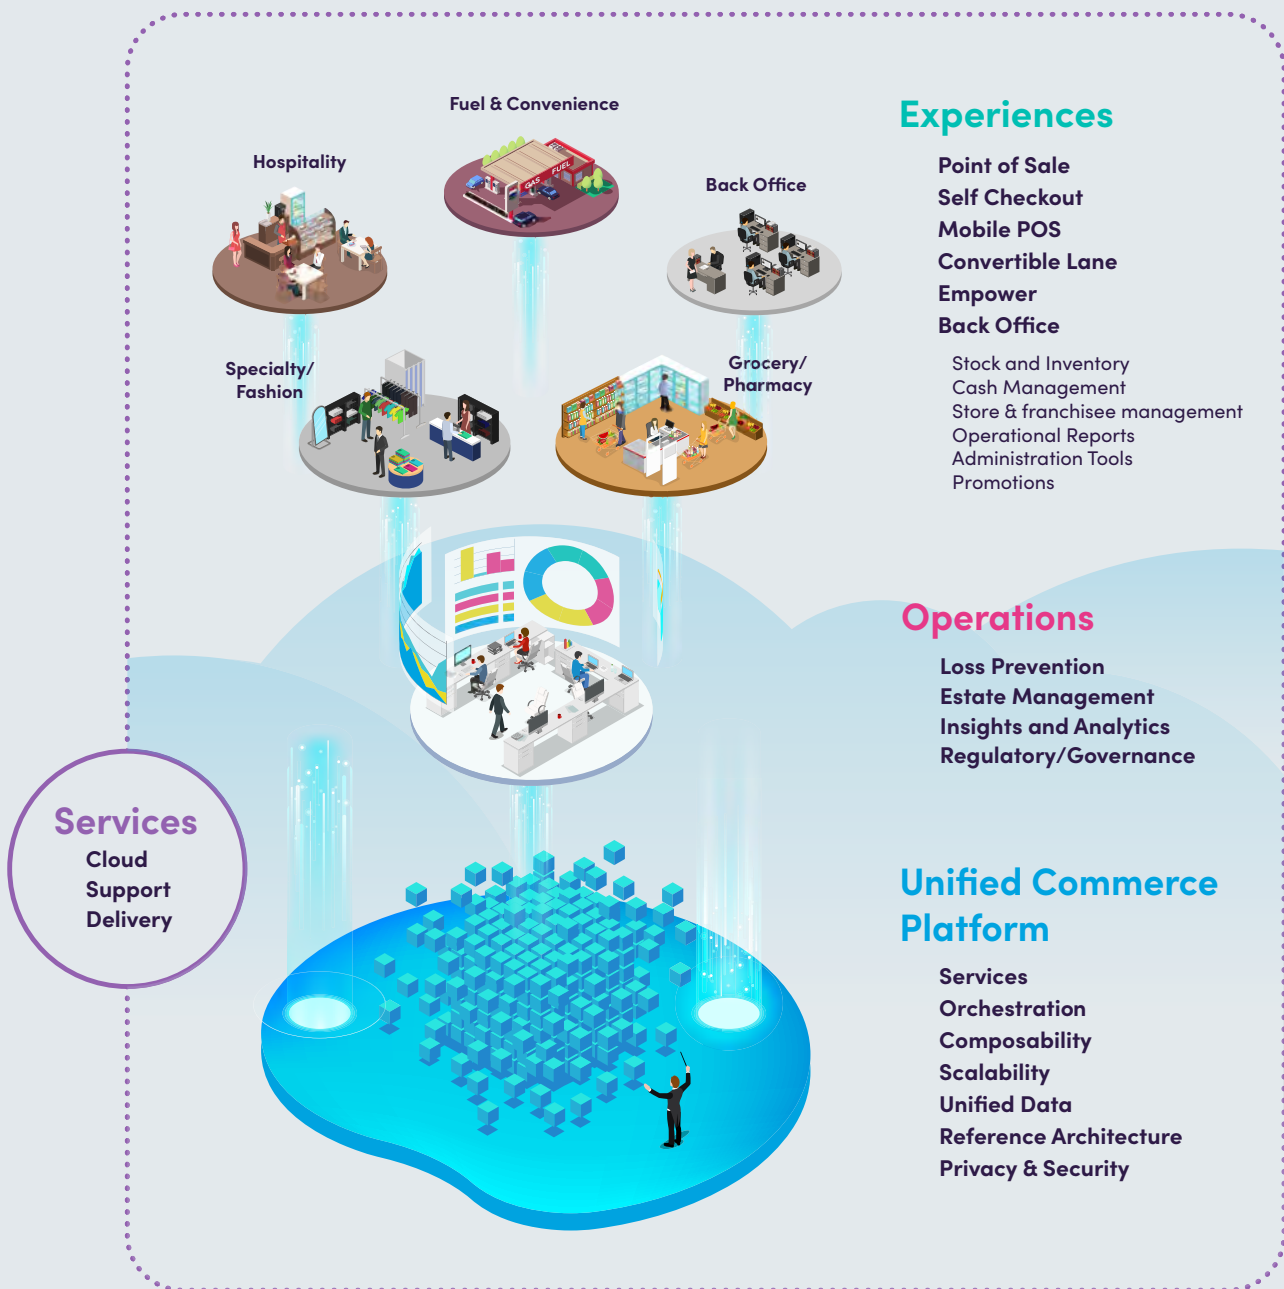 Fuel & Convenience
Hospitality
Back Office
GAS
FUEL
Specialty/
Fashion
Grocery/
Pharmacy
Experiences
Point of Sale
Self Checkout
Mobile POS
Convertible Lane
Empower
Back Office
Stock and Inventory
Cash Management
Store & franchisee management
Operational Reports
Administration Tools
Promotions
Operations
Loss Prevention
Estate Management
Insights and Analytics
Regulatory/Governance
Services
Cloud
Support
Delivery
Unified Commerce
Platform
Services
Orchestration
Composability
Scalability
Unified Data
Reference Architecture
Privacy & Security